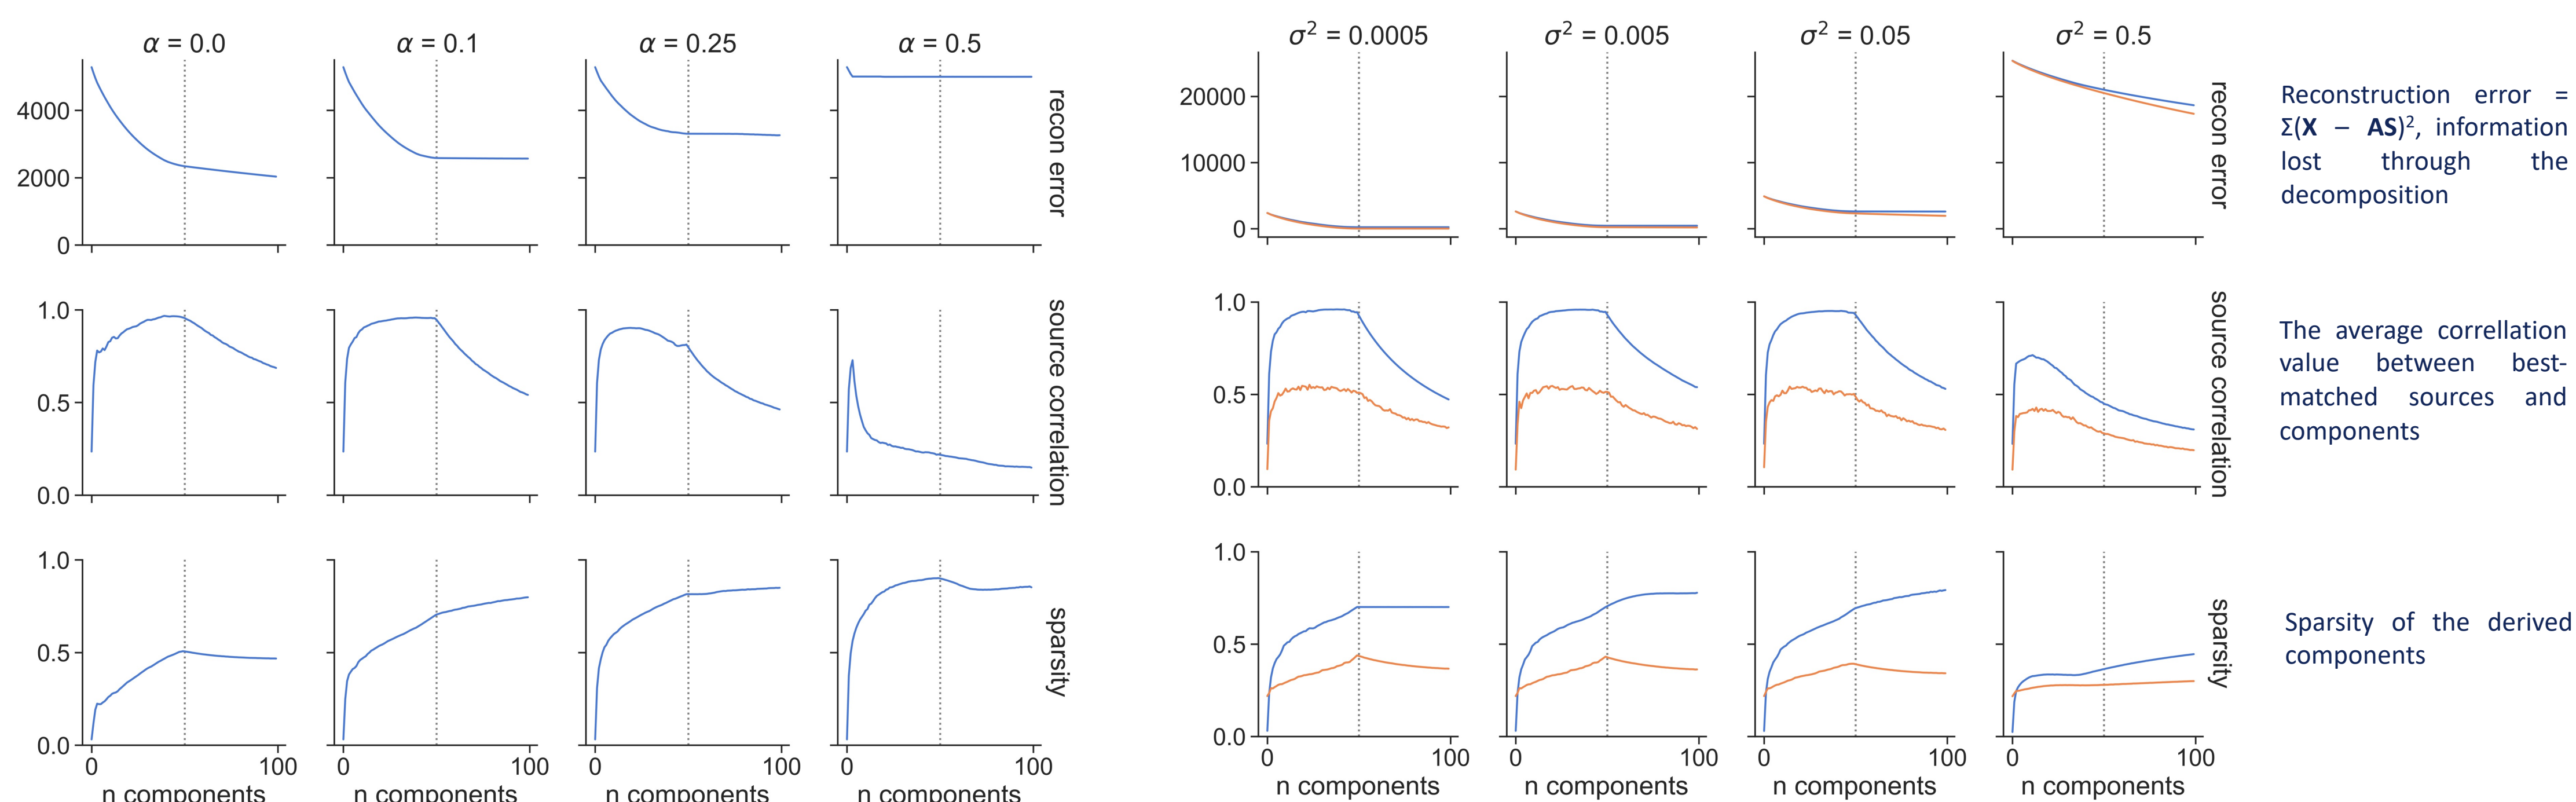 α = 0.0
α = 0.1
α = 0.25
α = 0.5
4000
2000
0
recon error
1.0
0.5
0.0
source correlation
1.0
0.5
0.0
sparsity
0
100
0
100
0
100
0
100
n components
n components
n components
n components
σ² = 0.0005
σ² = 0.005
σ² = 0.05
σ² = 0.5
20000
10000
0
recon error
1.0
0.5
0.0
source correlation
1.0
0.5
0.0
sparsity
0
100
0
100
0
100
0
100
n components
n components
n components
n components
Reconstruction error =
Σ(X – AS)², information
lost through the
decomposition
The average correllation
value between best-
matched sources and
components
Sparsity of the derived
components